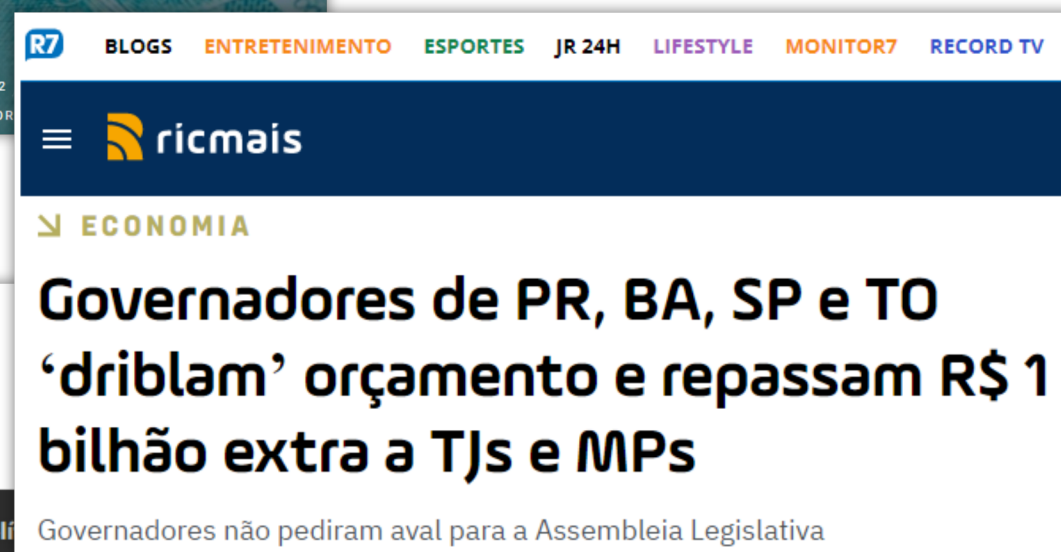 R7 BLOGS ENTRETENIMENTO ESPORTES JR 24H LIFESTYLE MONITOR7 RECORD TV
ricmais
ECONOMIA
Governadores de PR, BA, SP e TO
‘driblam’ orçamento e repassam R$ 1
bilhão extra a TJs e MPs
Governadores não pediram aval para a Assembleia Legislativa